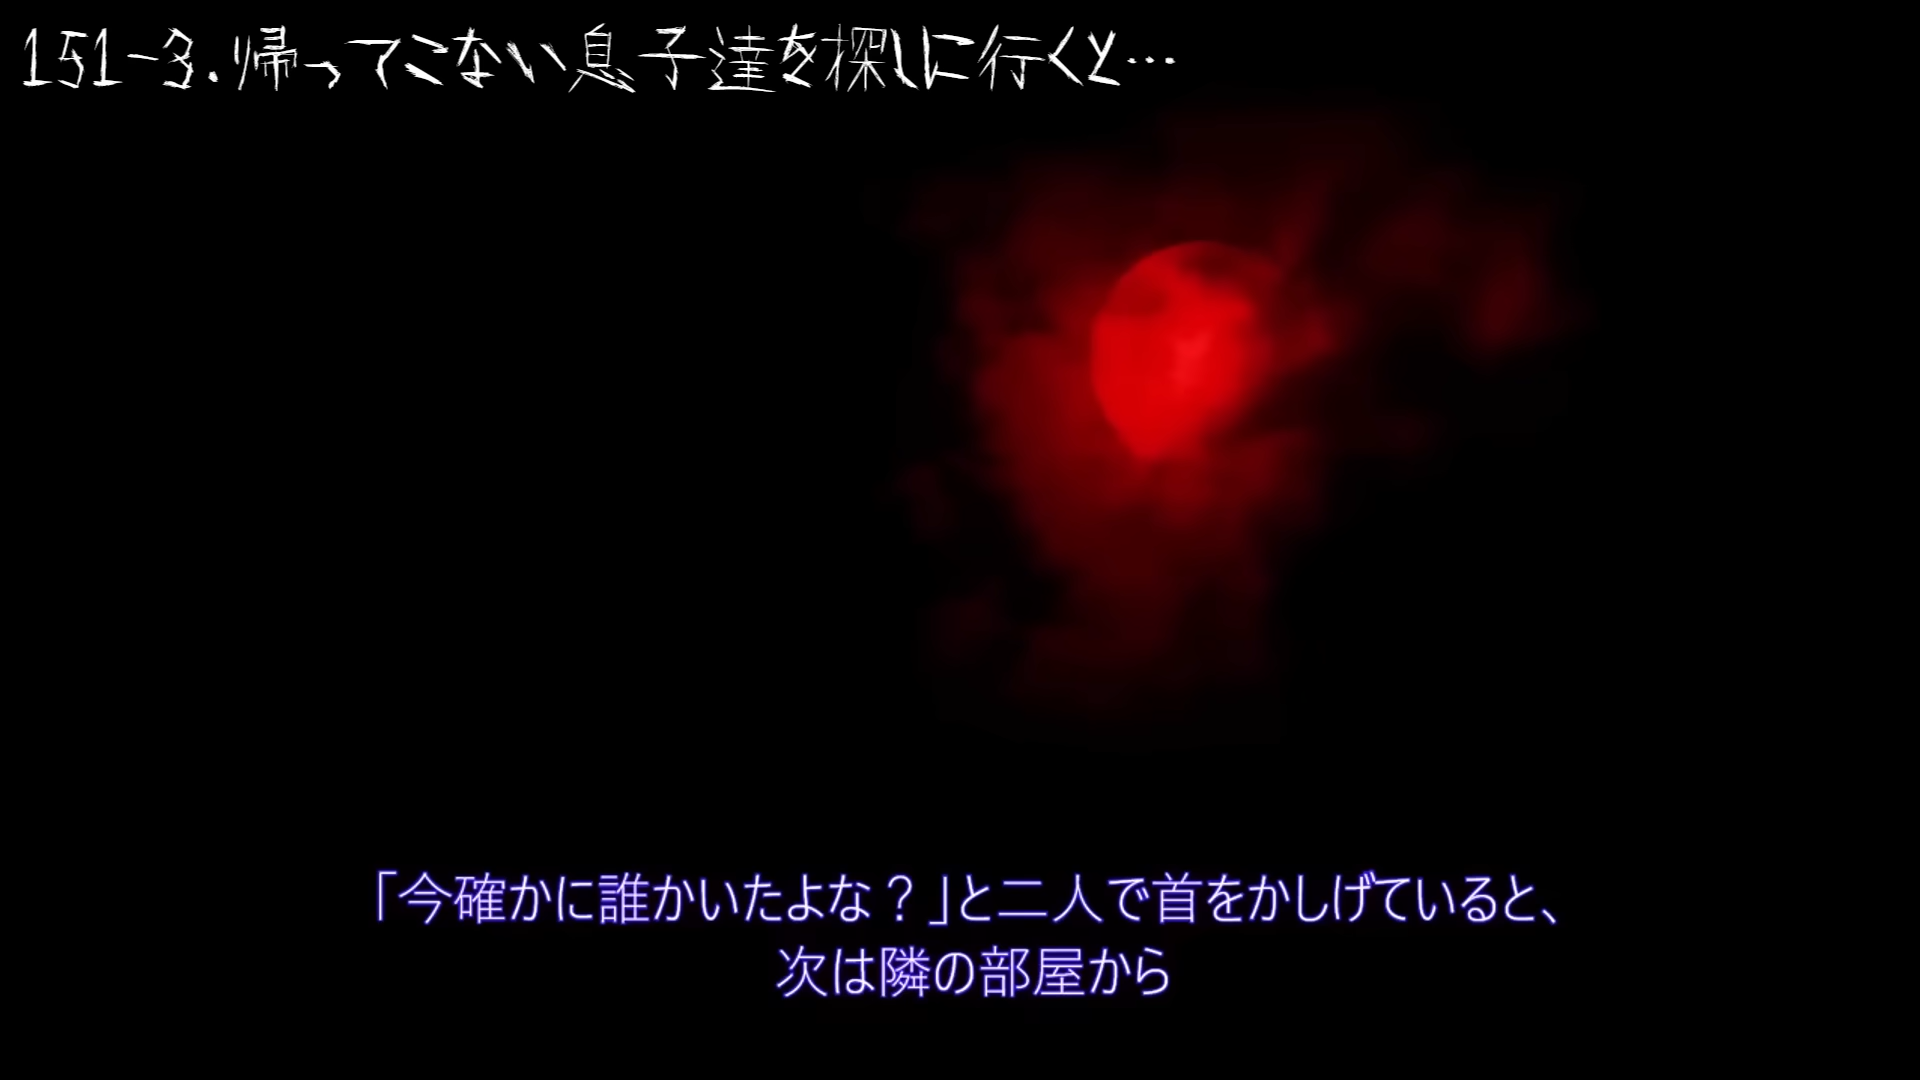 151-3.帰ってこない息子達を探しに行くと…
「今確かに誰かいたよな？」と二人で首をかしげていると、
次は隣の部屋から